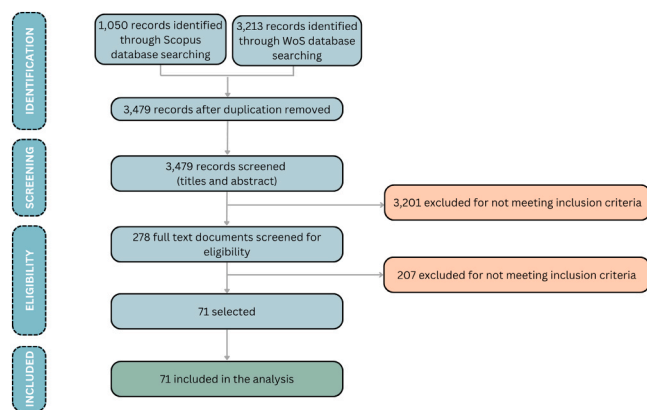 IDENTIFICATION
1,050 records identified
through Scopus
database searching
3,213 records identified
through WoS database
searching
3,479 records after duplication removed
SCREENING
3,479 records screened
(titles and abstract)
3,201 excluded for not meeting inclusion criteria
ELIGIBILITY
278 full text documents screened for
eligibility
207 excluded for not meeting inclusion criteria
71 selected
INCLUDED
71 included in the analysis